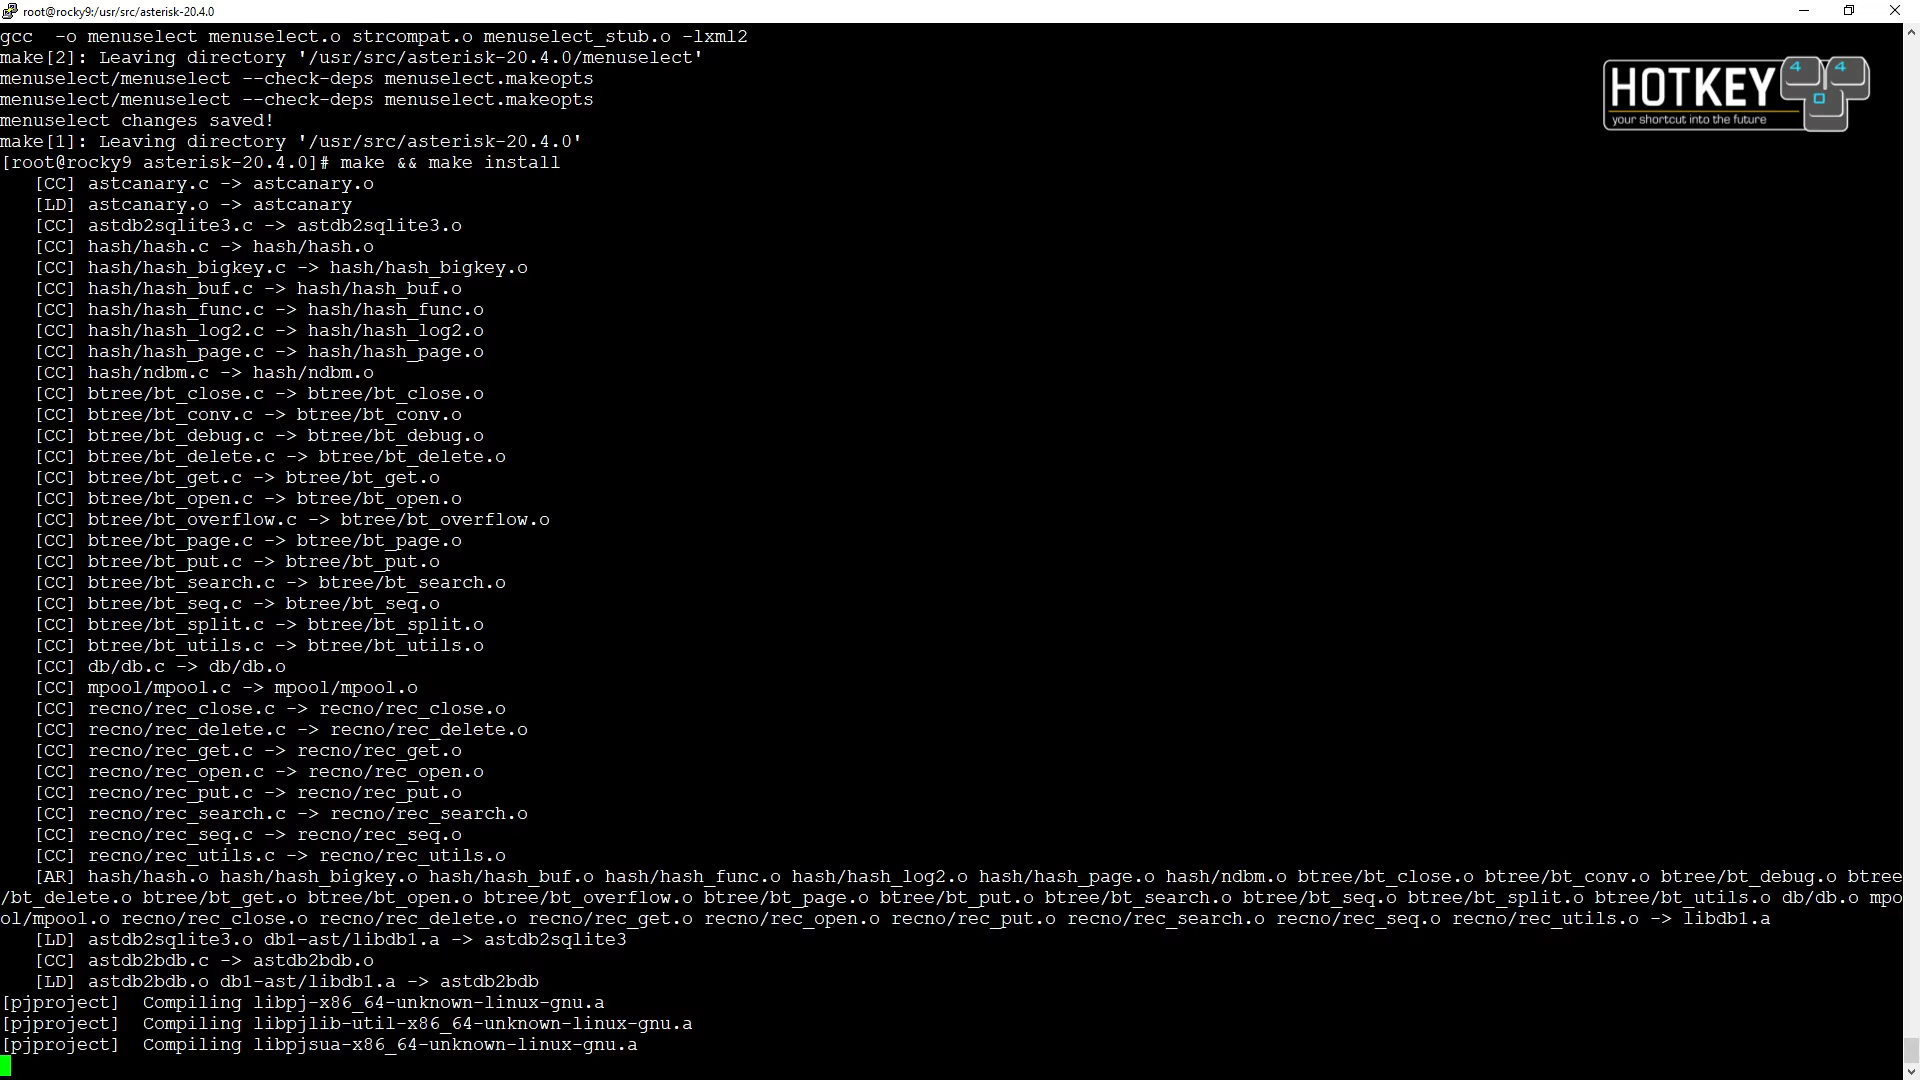 root@rocky9:/usr/src/asterisk-20.4.0
gcc  -o menuselect menuselect.o strcompat.o menuselect_stub.o -lxml2
make[2]: Leaving directory '/usr/src/asterisk-20.4.0/menuselect'
menuselect/menuselect --check-deps menuselect.makeopts
menuselect/menuselect --check-deps menuselect.makeopts
menuselect changes saved!
make[1]: Leaving directory '/usr/src/asterisk-20.4.0'
[root@rocky9 asterisk-20.4.0]# make && make install
[CC] astcanary.c -> astcanary.o
[LD] astcanary.o -> astcanary
[CC] astdb2sqlite3.c -> astdb2sqlite3.o
[CC] hash/hash.c -> hash/hash.o
[CC] hash/hash_bigkey.c -> hash/hash_bigkey.o
[CC] hash/hash_buf.c -> hash/hash_buf.o
[CC] hash/hash_func.c -> hash/hash_func.o
[CC] hash/hash_log2.c -> hash/hash_log2.o
[CC] hash/hash_page.c -> hash/hash_page.o
[CC] hash/ndbm.c -> hash/ndbm.o
[CC] btree/bt_close.c -> btree/bt_close.o
[CC] btree/bt_conv.c -> btree/bt_conv.o
[CC] btree/bt_debug.c -> btree/bt_debug.o
[CC] btree/bt_delete.c -> btree/bt_delete.o
[CC] btree/bt_get.c -> btree/bt_get.o
[CC] btree/bt_open.c -> btree/bt_open.o
[CC] btree/bt_overflow.c -> btree/bt_overflow.o
[CC] btree/bt_page.c -> btree/bt_page.o
[CC] btree/bt_put.c -> btree/bt_put.o
[CC] btree/bt_search.c -> btree/bt_search.o
[CC] btree/bt_seq.c -> btree/bt_seq.o
[CC] btree/bt_split.c -> btree/bt_split.o
[CC] btree/bt_utils.c -> btree/bt_utils.o
[CC] db/db.c -> db/db.o
[CC] mpool/mpool.c -> mpool/mpool.o
[CC] recno/rec_close.c -> recno/rec_close.o
[CC] recno/rec_delete.c -> recno/rec_delete.o
[CC] recno/rec_get.c -> recno/rec_get.o
[CC] recno/rec_open.c -> recno/rec_open.o
[CC] recno/rec_put.c -> recno/rec_put.o
[CC] recno/rec_search.c -> recno/rec_search.o
[CC] recno/rec_seq.c -> recno/rec_seq.o
[CC] recno/rec_utils.c -> recno/rec_utils.o
[AR] hash/hash.o hash/hash_bigkey.o hash/hash_buf.o hash/hash_func.o hash/hash_log2.o hash/hash_page.o hash/ndbm.o btree/bt_close.o btree/bt_conv.o btree/bt_debug.o btree
/bt_delete.o btree/bt_get.o btree/bt_open.o btree/bt_overflow.o btree/bt_page.o btree/bt_put.o btree/bt_search.o btree/bt_seq.o btree/bt_split.o btree/bt_utils.o db/db.o mpo
ol/mpool.o recno/rec_close.o recno/rec_delete.o recno/rec_get.o recno/rec_open.o recno/rec_put.o recno/rec_search.o recno/rec_seq.o recno/rec_utils.o -> libdb1.a
[LD] astdb2sqlite3.o db1-ast/libdb1.a -> astdb2sqlite3
[CC] astdb2bdb.c -> astdb2bdb.o
[LD] astdb2bdb.o db1-ast/libdb1.a -> astdb2bdb
[pjproject]  Compiling libpj-x86_64-unknown-linux-gnu.a
[pjproject]  Compiling libpjlib-util-x86_64-unknown-linux-gnu.a
[pjproject]  Compiling libpjsua-x86_64-unknown-linux-gnu.a
HOTKEY 4 4
your shortcut into the future